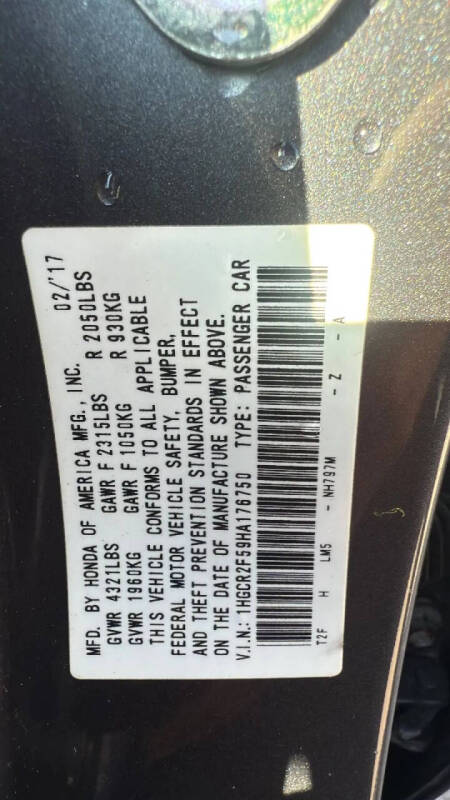 MFD. BY HONDA OF AMERICA MFG., INC. 02/'17
GVWR 4321LBS GAWR F 2315LBS R 2050LBS
GVWR 1960KG GAWR F 1050KG R 930KG
THIS VEHICLE CONFORMS TO ALL APPLICABLE
FEDERAL MOTOR VEHICLE SAFETY, BUMPER,
AND THEFT PREVENTION STANDARDS IN EFFECT
ON THE DATE OF MANUFACTURE SHOWN ABOVE.
V.I.N.: 1HGCR2F59HA176750 TYPE: PASSENGER CAR
T2F H LM5 - NH797M - Z - A